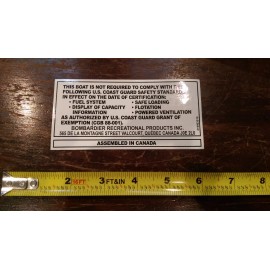 THIS BOAT IS NOT REQUIRED TO COMPLY WITH THE
FOLLOWING U.S. COAST GUARD SAFETY STANDARDS
IN EFFECT ON THE DATE OF CERTIFICATION:
• FUEL SYSTEM • SAFE LOADING
• DISPLAY OF CAPACITY • FLOTATION
INFORMATION • POWERED VENTILATION
AS AUTHORIZED BY U.S. COAST GUARD GRANT OF
EXEMPTION (CGB 88-001).
BOMBARDIER RECREATIONAL PRODUCTS INC.
565 DE LA MONTAGNE STREET VALCOURT, QUÉBEC CANADA J0E 2L0
ASSEMBLED IN CANADA
2 3 FT&IN 4 5 6 7 8